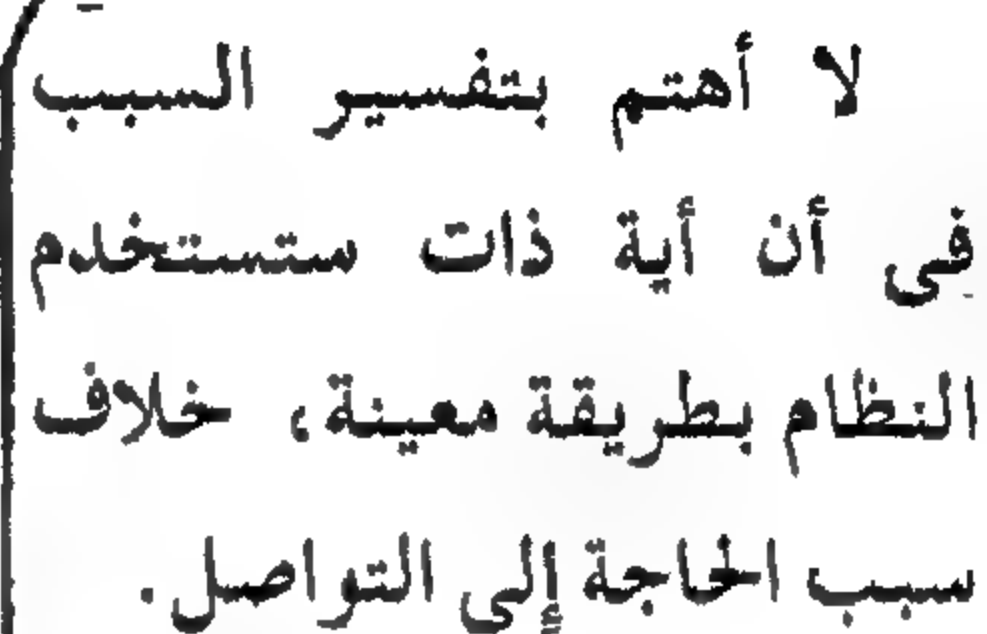 لا أهتم بتفسير السبب
فى أن أية ذات ستستخدم
النظام بطريقة معينة، خلاف
سبب الحاجة إلى التواصل.